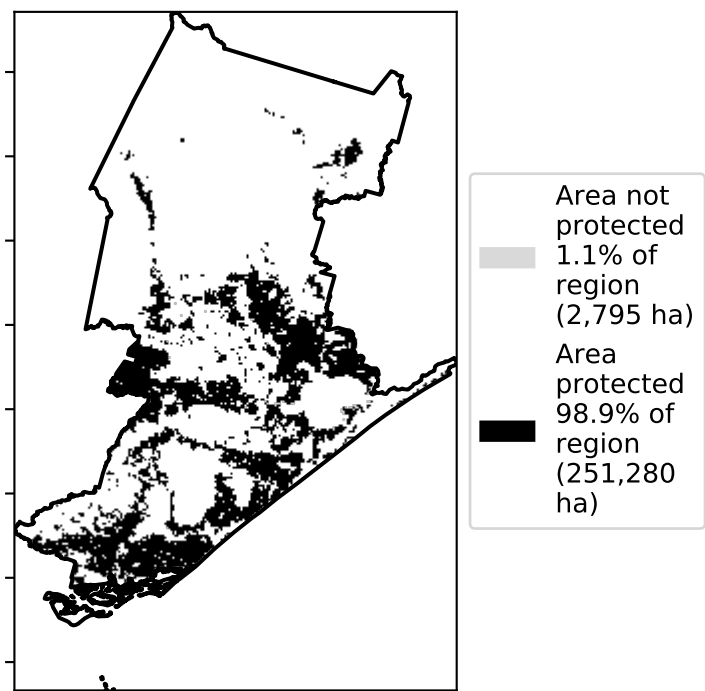 Area not
protected
1.1% of
region
(2,795 ha)
Area
protected
98.9% of
region
(251,280
ha)